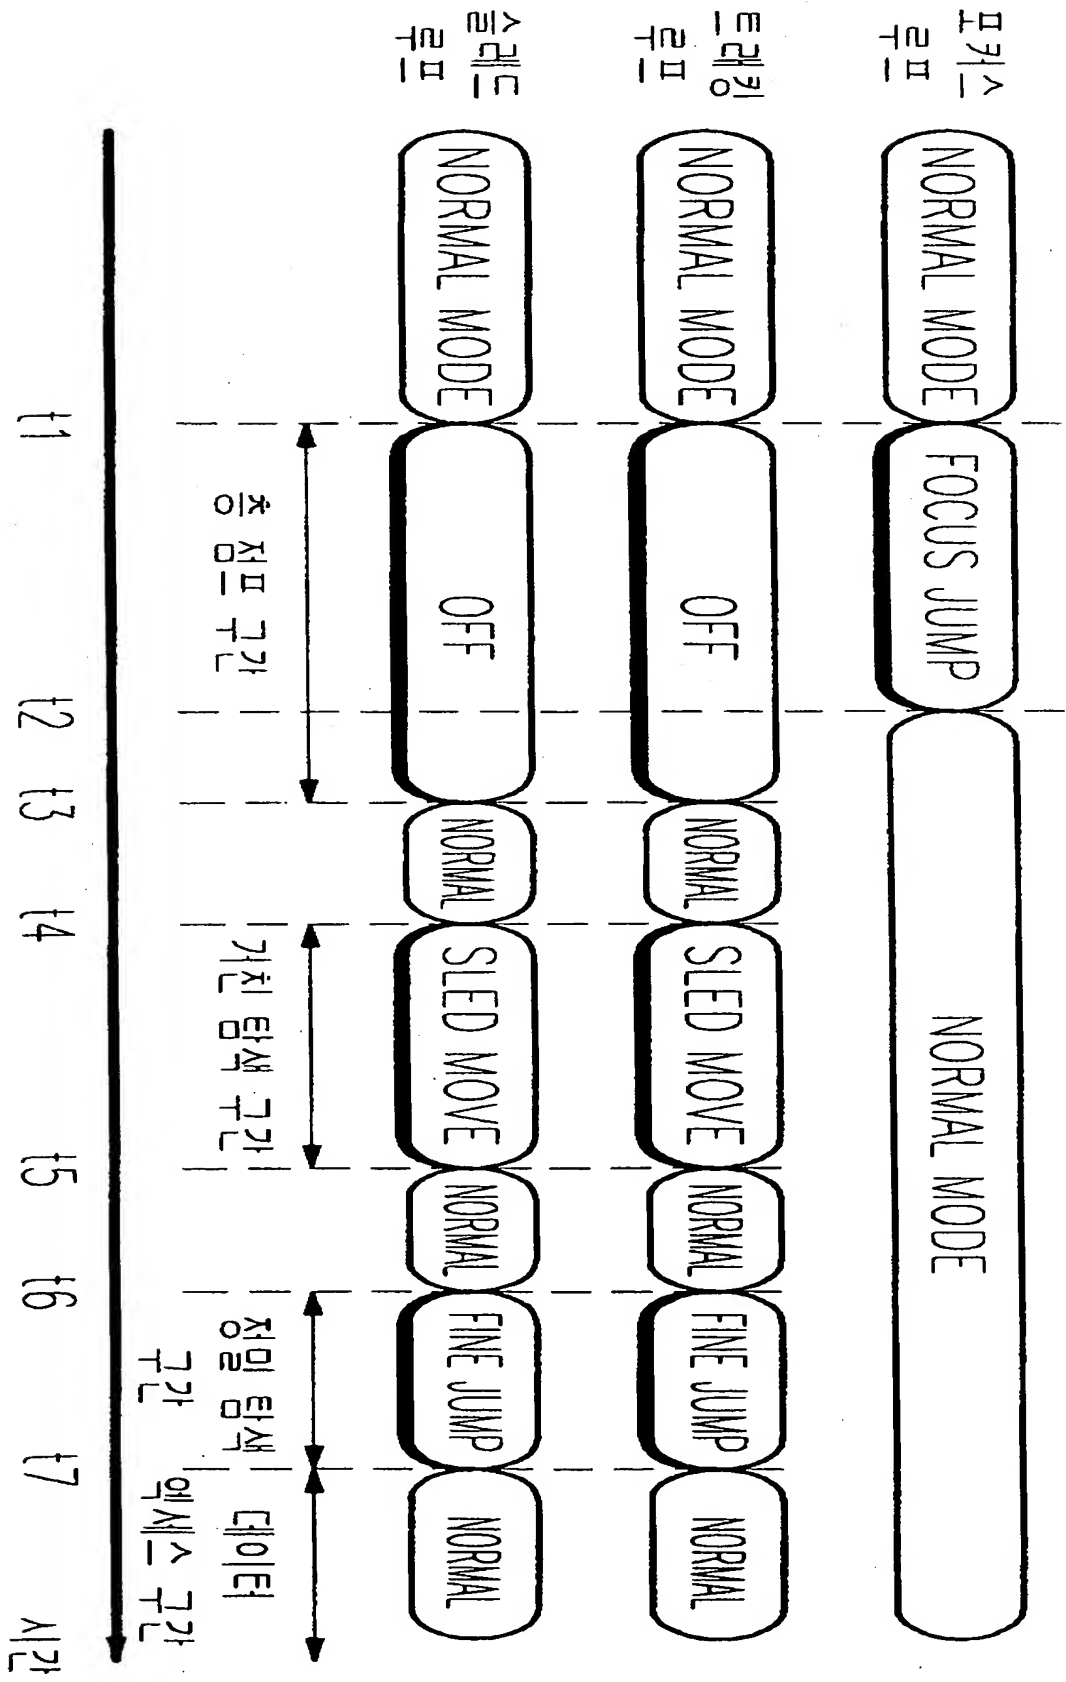 포커스
루프
NORMAL MODE
FOCUS JUMP
NORMAL MODE
트래킹
루프
NORMAL MODE
OFF
NORMAL
SLED MOVE
NORMAL
FINE JUMP
NORMAL
슬레드
루프
NORMAL MODE
OFF
NORMAL
SLED MOVE
NORMAL
FINE JUMP
NORMAL
층 점프 구간
거친 탐색 구간
정밀 탐색
구간
데이터
액세스 구간
t1
t2
t3
t4
t5
t6
t7
시간